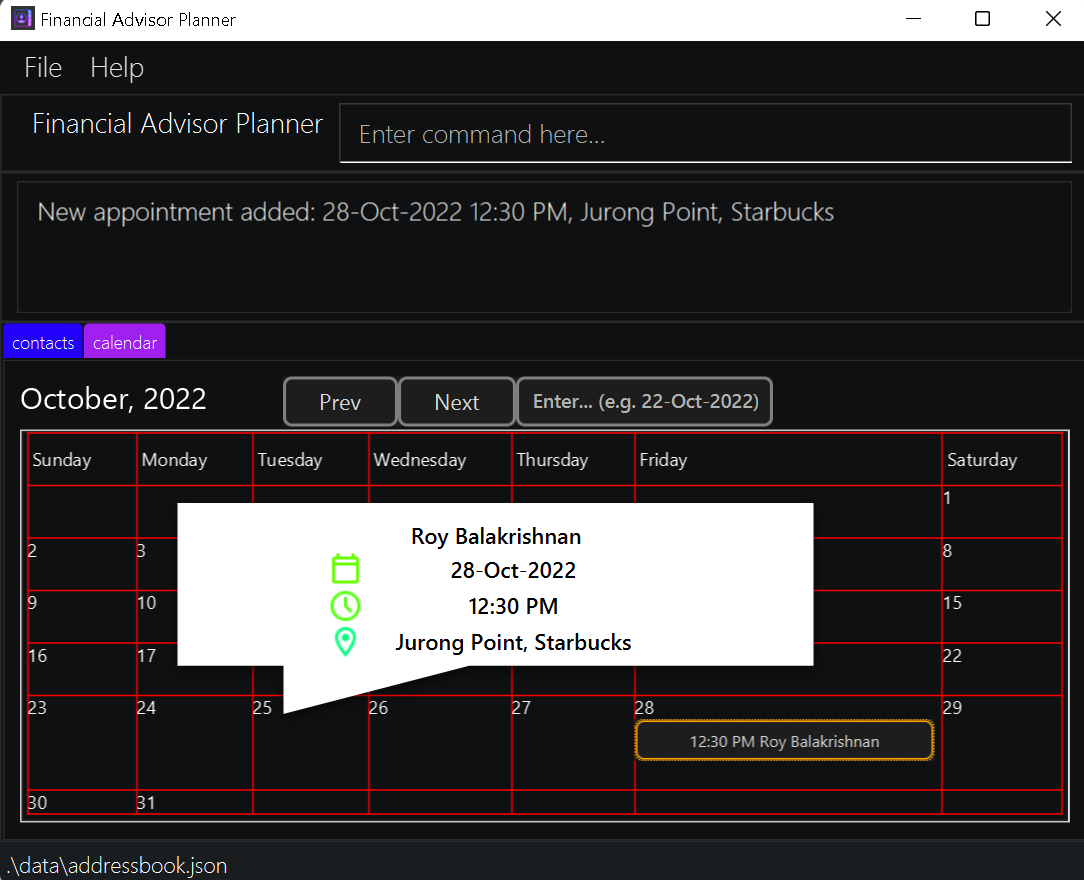 Financial Advisor Planner
File Help
Financial Advisor Planner Enter command here...
New appointment added: 28-Oct-2022 12:30 PM, Jurong Point, Starbucks
contacts calendar
October, 2022 Prev Next Enter... (e.g. 22-Oct-2022)
Sunday Monday Tuesday Wednesday Thursday Friday Saturday
1
Roy Balakrishnan
28-Oct-2022
12:30 PM
Jurong Point, Starbucks
2 3 8
9 10 15
16 17 22
23 24 25 26 27 28 29
12:30 PM Roy Balakrishnan
30 31
.\data\addressbook.json